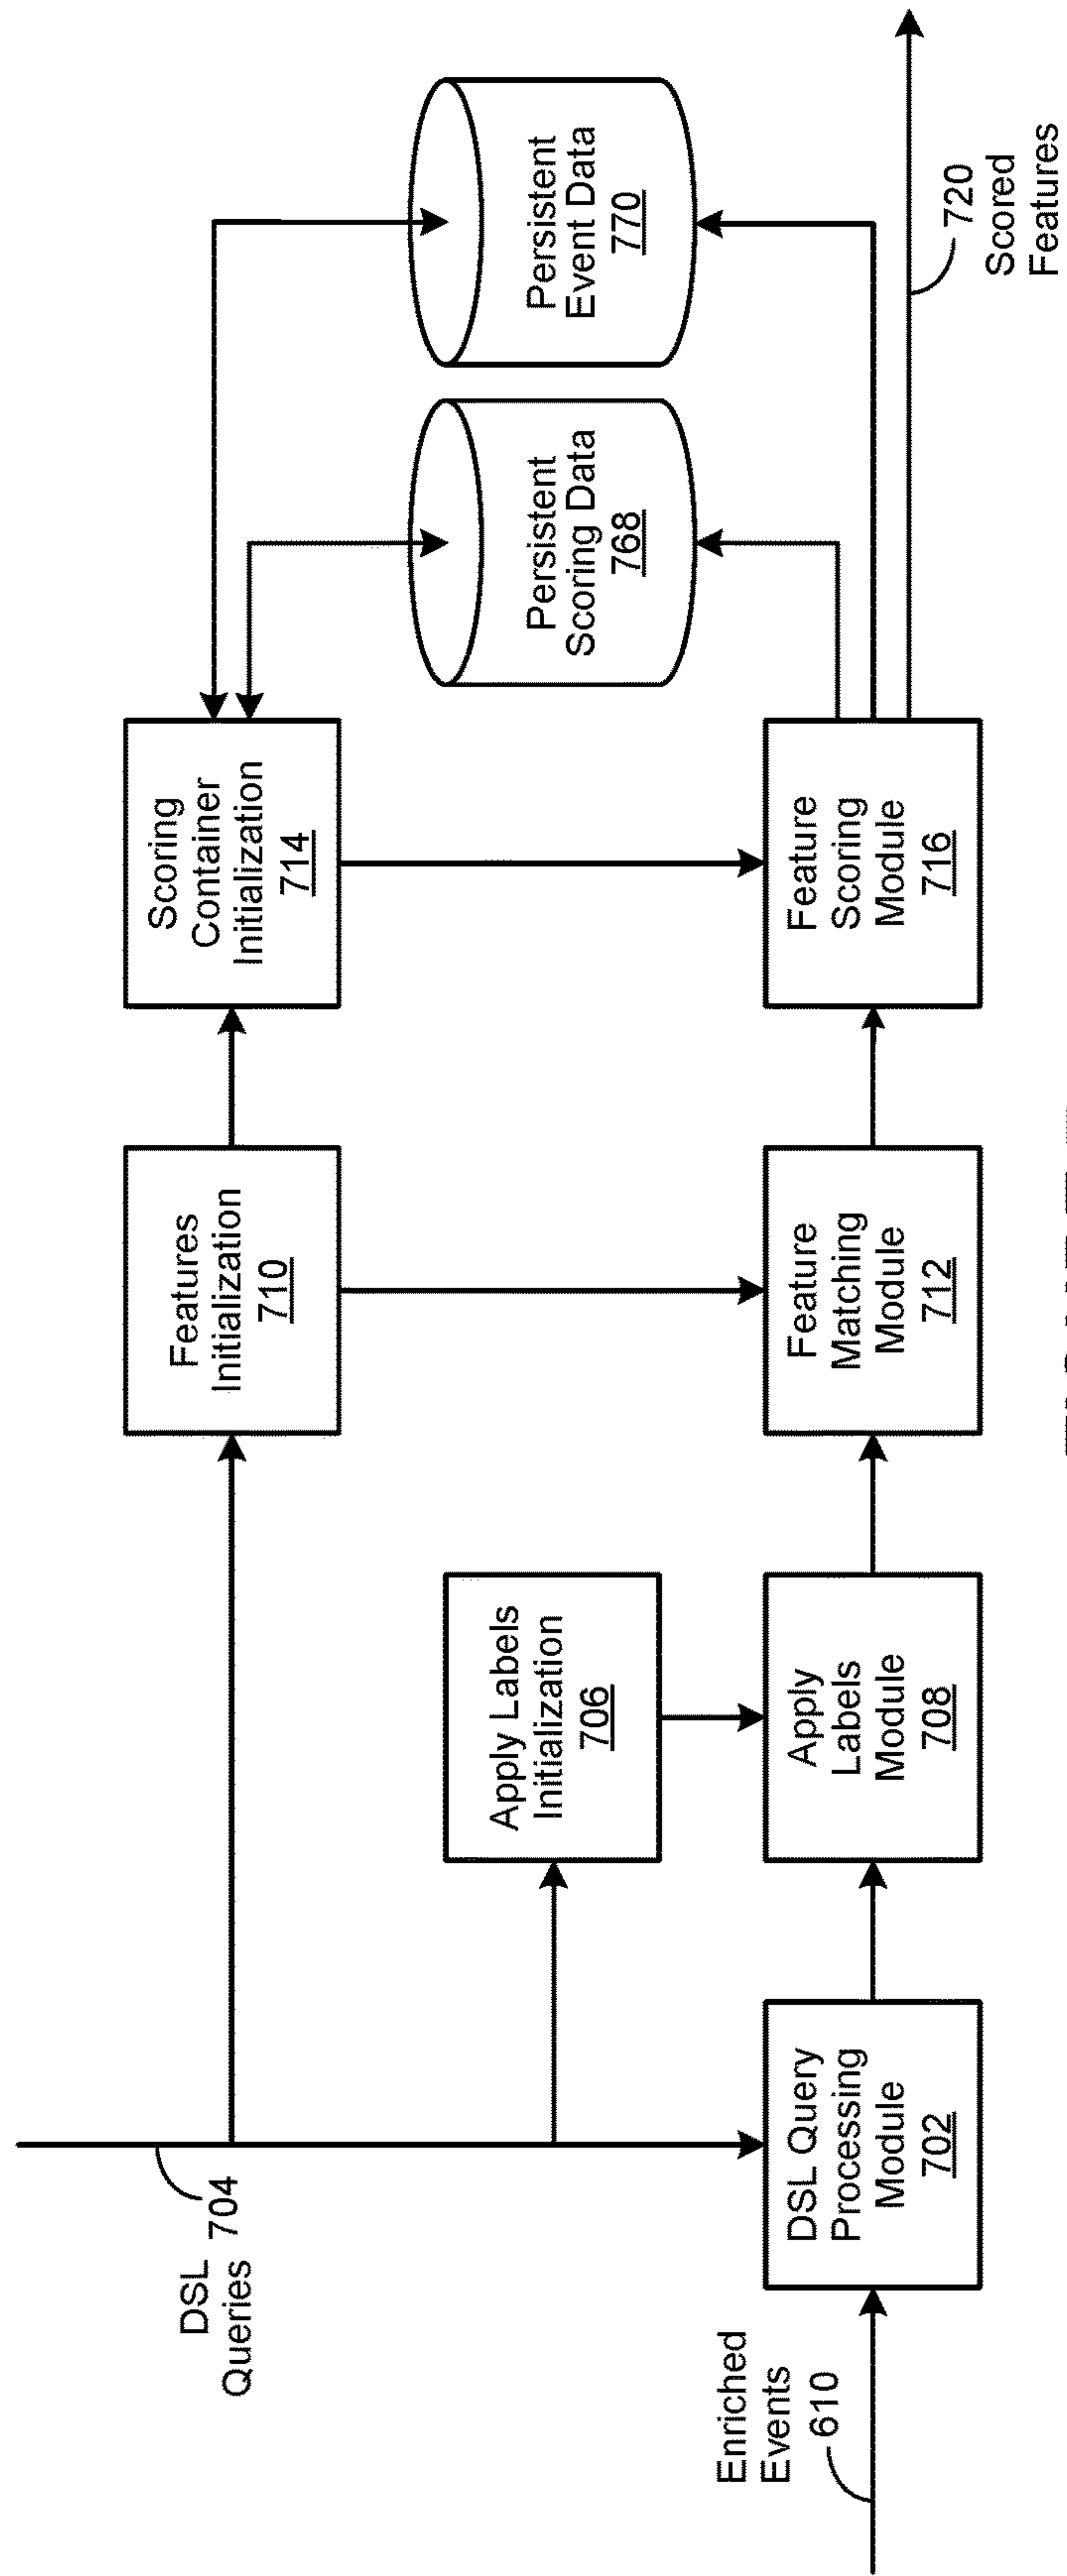 DSL
Queries 704
Enriched
Events
610
DSL Query
Processing
Module
702
Apply Labels
Initialization
706
Apply
Labels
Module
708
Features
Initialization
710
Feature
Matching
Module
712
Scoring
Container
Initialization
714
Feature
Scoring
Module
716
Persistent
Scoring Data
768
Persistent
Event Data
770
720
Scored
Features